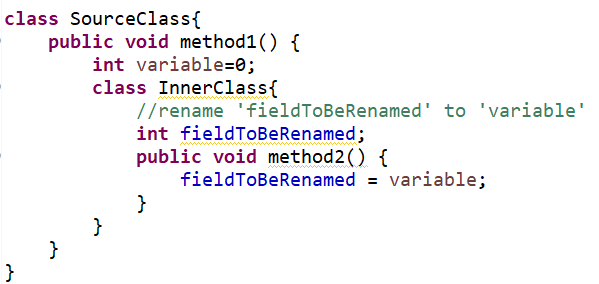 class SourceClass{
    public void method1() {
        int variable=0;
        class InnerClass{
            //rename 'fieldToBeRenamed' to 'variable'
            int fieldToBeRenamed;
            public void method2() {
                fieldToBeRenamed = variable;
            }
        }
    }
}